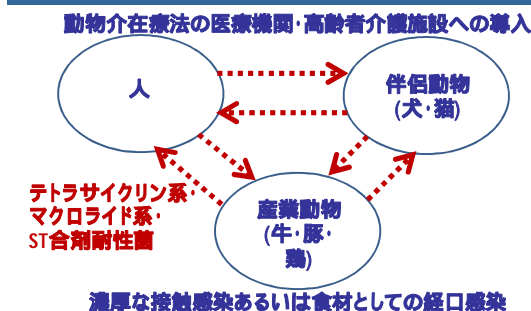 動物介在療法の医療機関・高齢者介護施設への導入
人
伴侶動物
(犬・猫)
テトラサイクリン系・
マクロライド系・
ST合剤耐性菌
産業動物
(牛・豚・
鶏)
濃厚な接触感染あるいは食材としての経口感染